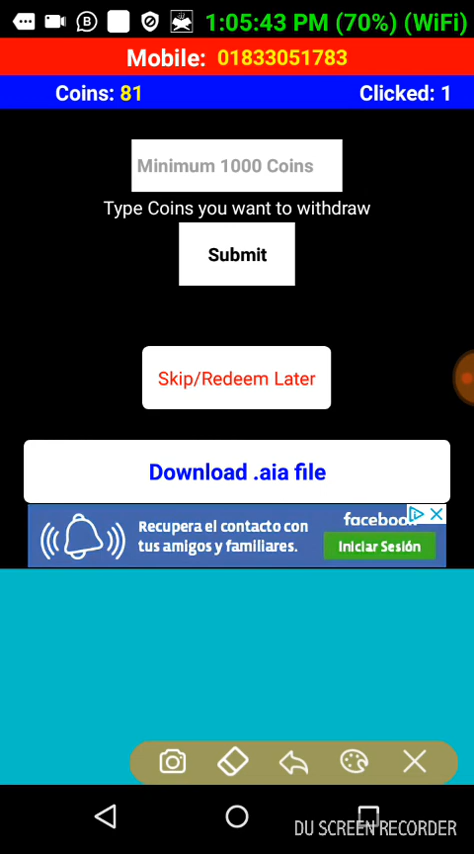 1:05:43 PM (70%) (WiFi)
Mobile: 01833051783
Coins: 81 Clicked: 1
Minimum 1000 Coins
Type Coins you want to withdraw
Submit
Skip/Redeem Later
Download .aia file
Recupera el contacto con
tus amigos y familiares.
facebook
Iniciar Sesión
DU SCREEN RECORDER